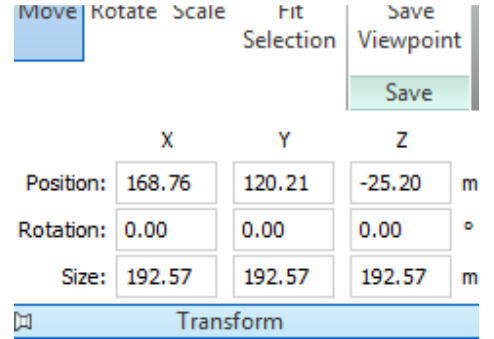 Move Rotate Scale Fit Save
Selection Viewpoint
Save
X Y Z
Position: 168.76 120.21 -25.20 m
Rotation: 0.00 0.00 0.00 °
Size: 192.57 192.57 192.57 m
Transform